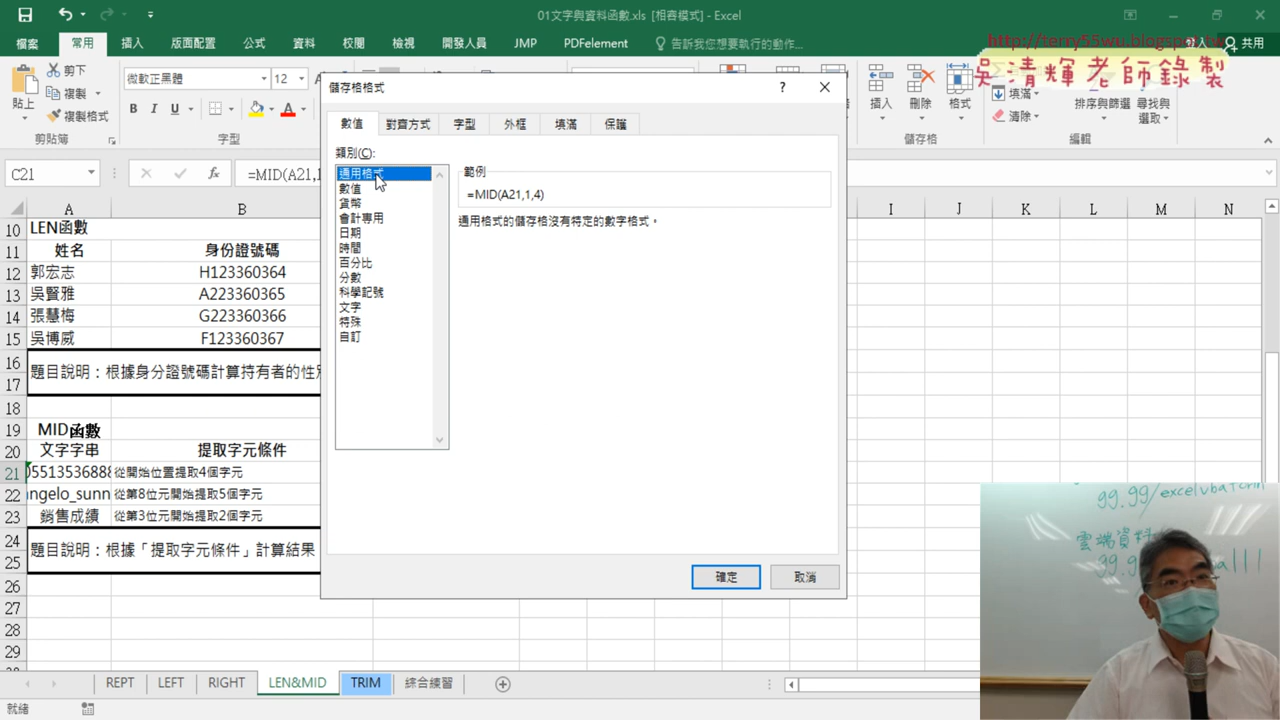 01文字與資料函數.xls [相容模式] - Excel
檔案 常用 插入 版面配置 公式 資料 校閱 檢視 開發人員 JMP PDFelement 告訴我您想要執行的動作... 共用
http://terry55wu.blogspot.tw
吳清輝老師錄製
貼上 剪下 複製 複製格式 剪貼簿
微軟正黑體 12
B I U A 字型
插入 刪除 格式 儲存格
填滿 清除 排序與篩選 尋找與選取 編輯
C21 fx =MID(A21,1
儲存格格式 ? ×
數值 對齊方式 字型 外框 填滿 保護
類別(C):
通用格式
數值
貨幣
會計專用
日期
時間
百分比
分數
科學記號
文字
特殊
自訂
範例
=MID(A21,1,4)
通用格式的儲存格沒有特定的數字格式。
確定 取消
A B I J K L M N
10 LEN函數
11 姓名 身份證號碼
12 郭宏志 H123360364
13 吳賢雅 A223360365
14 張慧梅 G223360366
15 吳博威 F123360367
16 題目說明：根據身分證號碼計算持有者的性別
17
18
19 MID函數
20 文字字串 提取字元條件
21 05513536888 從開始位置提取4個字元
22 angelo_sunn 從第8位元開始提取5個字元
23 銷售成績 從第3位元開始提取2個字元
24 題目說明：根據「提取字元條件」計算結果
25
26
27
28
29
REPT LEFT RIGHT LEN&MID TRIM 綜合練習
就緒
雲端資料